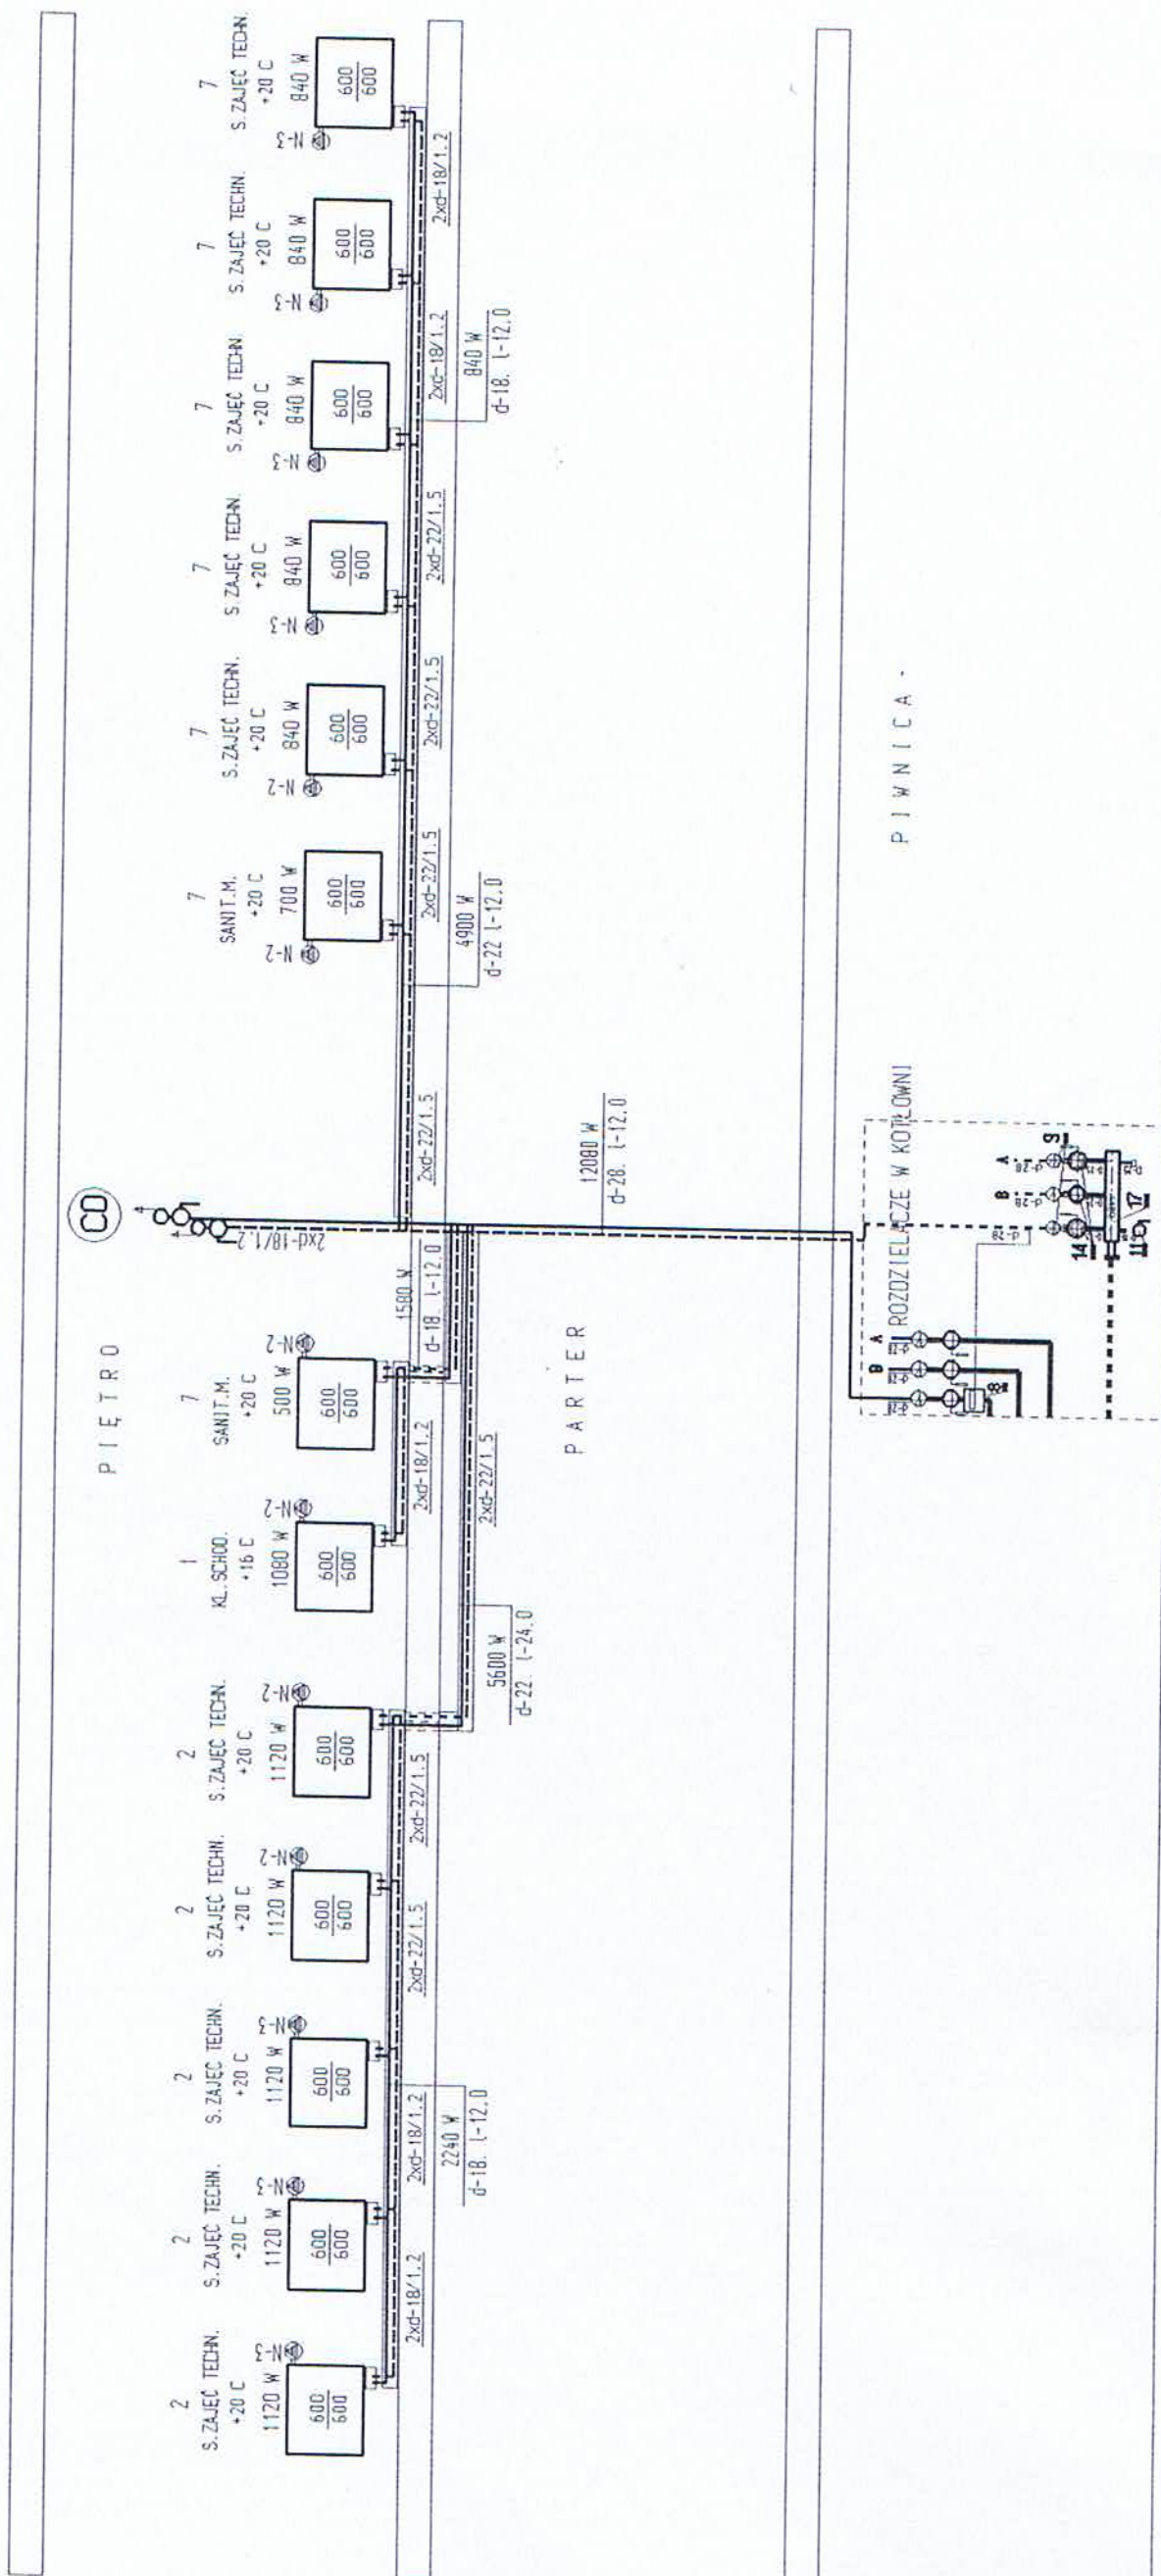 CO
4
4
2xd-18/1.2
PIĘTRO
2
S.ZAJĘĆ TECHN.
+20 C
1120 W
N-3
600
600
2
S.ZAJĘĆ TECHN.
+20 C
1120 W
N-3
600
600
2
S.ZAJĘĆ TECHN.
+20 C
1120 W
N-3
600
600
2
S.ZAJĘĆ TECHN.
+20 C
1120 W
N-2
600
600
2
S.ZAJĘĆ TECHN.
+20 C
1120 W
N-2
600
600
1
KL.SCHOD.
+16 C
1080 W
N-2
600
600
7
SANIT.M.
+20 C
500 W
N-2
600
600
7
SANIT.M.
+20 C
700 W
N-2
600
600
7
S.ZAJĘĆ TECHN.
+20 C
840 W
N-2
600
600
7
S.ZAJĘĆ TECHN.
+20 C
840 W
N-3
600
600
7
S.ZAJĘĆ TECHN.
+20 C
840 W
N-3
600
600
7
S.ZAJĘĆ TECHN.
+20 C
840 W
N-3
600
600
7
S.ZAJĘĆ TECHN.
+20 C
840 W
N-3
600
600
2xd-18/1.2
2xd-18/1.2
2xd-22/1.5
2xd-22/1.5
2xd-18/1.2
2xd-22/1.5
2xd-22/1.5
2xd-22/1.5
2xd-22/1.5
2xd-22/1.5
2xd-18/1.2
2xd-18/1.2
2240 W
d-18. l-12.0
5600 W
d-22. l-24.0
1580 W
d-18. l-12.0
4900 W
d-22 l-12.0
840 W
d-18. l-12.0
12080 W
d-28. l-12.0
PARTER
PIWNICA -
ROZDZIELACZE W KOTŁOWNI
B
A
8
d-28
B
d-28
A
d-28
9
14
11
17